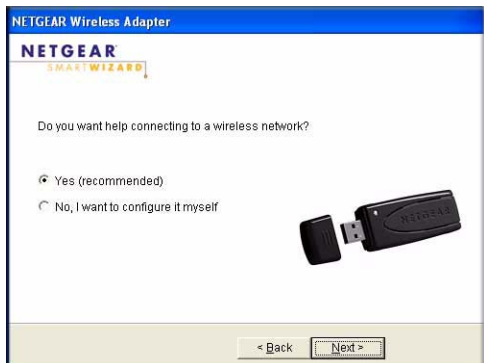 NETGEAR Wireless Adapter
NETGEAR
SMARTWIZARD
Do you want help connecting to a wireless network?
Yes (recommended)
No, I want to configure it myself
NETGEAR
< Back
Next >